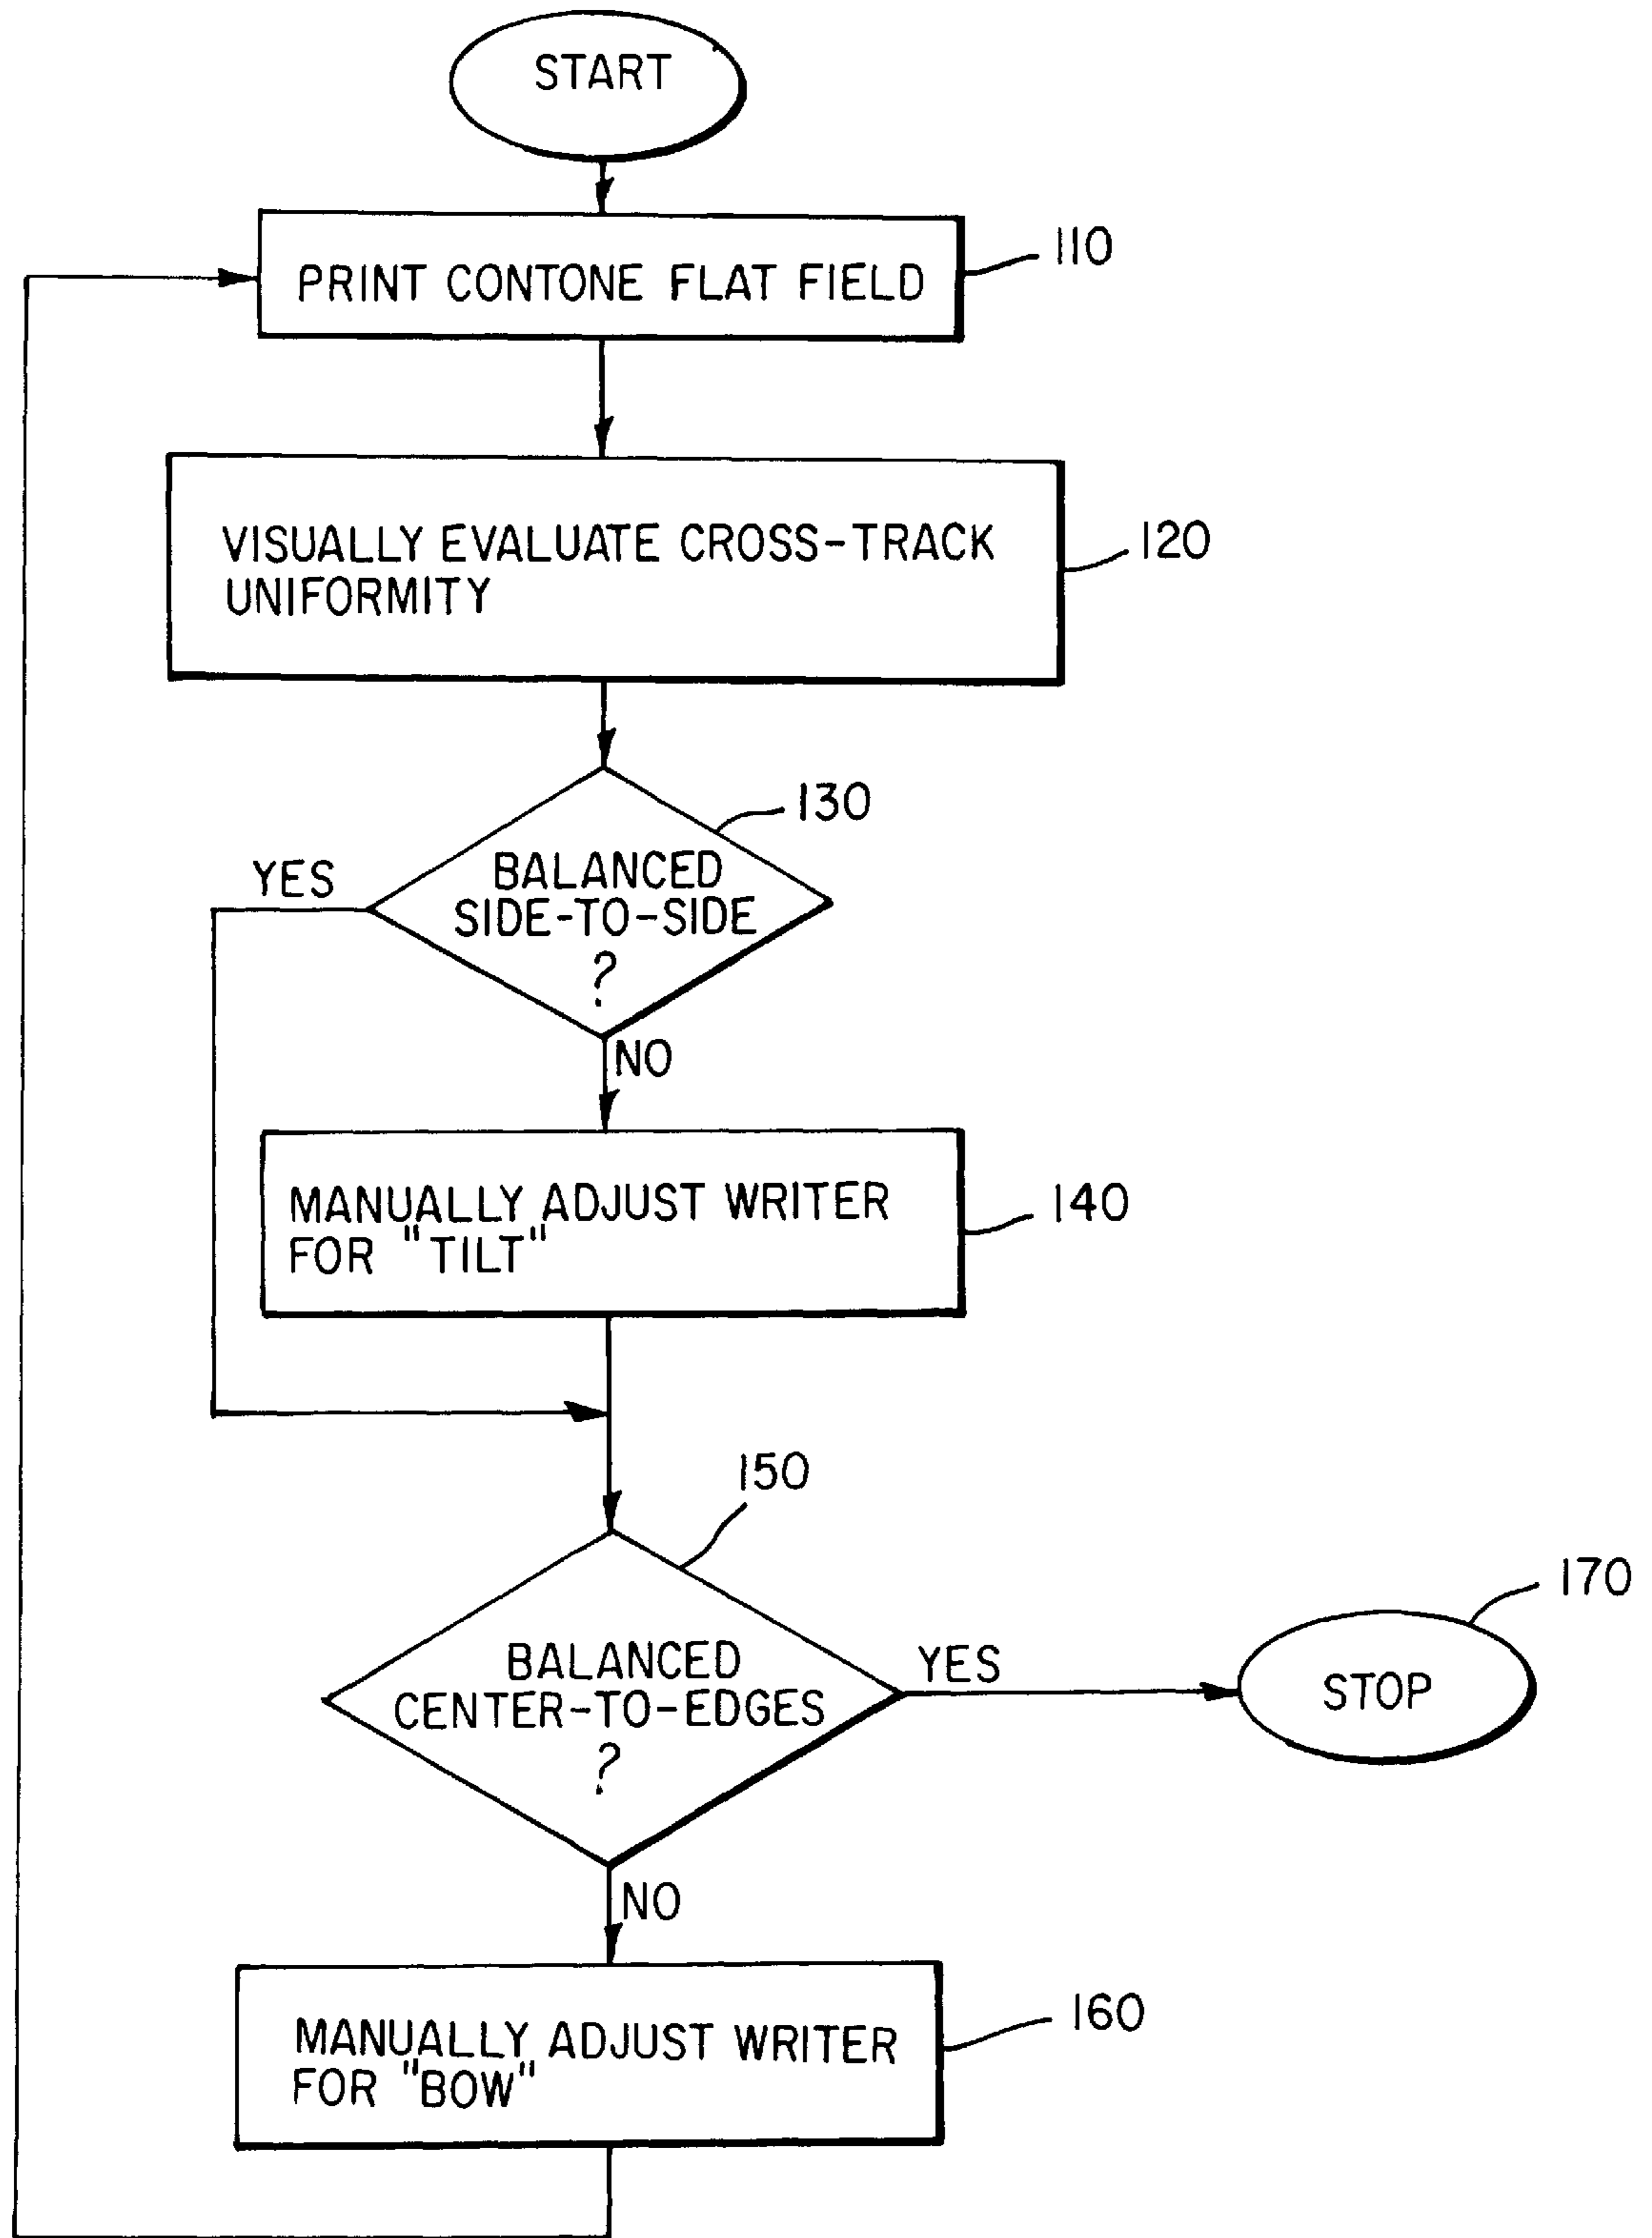 START
PRINT CONTONE FLAT FIELD
110
VISUALLY EVALUATE CROSS-TRACK
UNIFORMITY
120
130
YES
BALANCED
SIDE-TO-SIDE
?
NO
MANUALLY ADJUST WRITER
FOR "TILT"
140
150
BALANCED
CENTER-TO-EDGES
?
YES
170
STOP
NO
MANUALLY ADJUST WRITER
FOR "BOW"
160